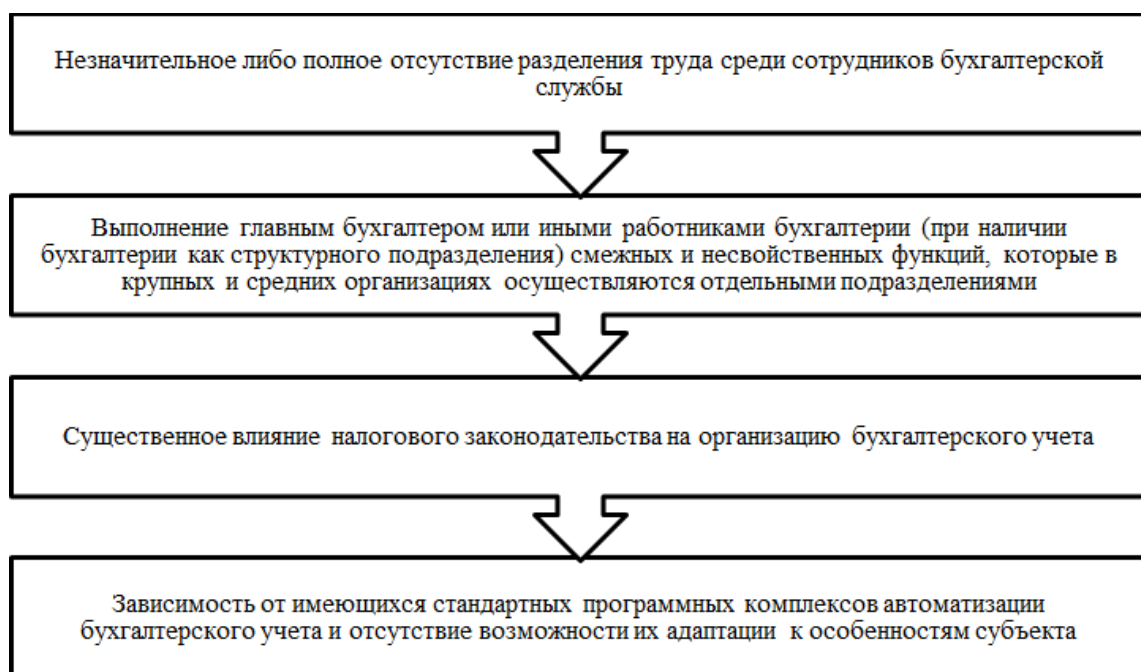 Незначительное либо полное отсутствие разделения труда среди сотрудников бухгалтерской
службы
Выполнение главным бухгалтером или иными работниками бухгалтерии (при наличии
бухгалтерии как структурного подразделения) смежных и несвойственных функций, которые в
крупных и средних организациях осуществляются отдельными подразделениями
Существенное влияние налогового законодательства на организацию бухгалтерского учета
Зависимость от имеющихся стандартных программных комплексов автоматизации
бухгалтерского учета и отсутствие возможности их адаптации к особенностям субъекта